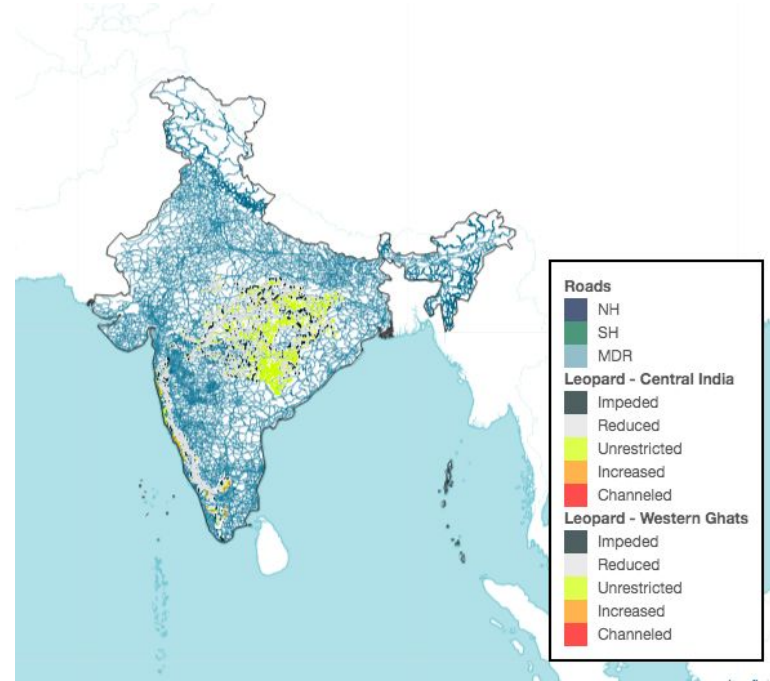 Roads
NH
SH
MDR
Leopard - Central India
Impeded
Reduced
Unrestricted
Increased
Channeled
Leopard - Western Ghats
Impeded
Reduced
Unrestricted
Increased
Channeled